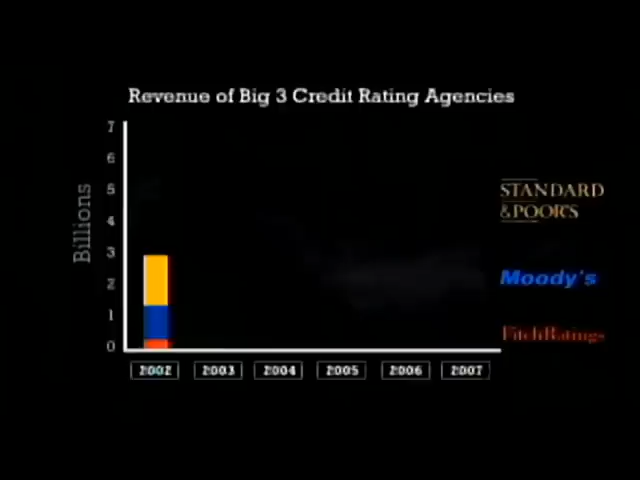 Revenue of Big 3 Credit Rating Agencies
Billions
7
6
5
4
3
2
1
0
2002 2003 2004 2005 2006 2007
STANDARD
&POOR'S
Moody's
FitchRatings